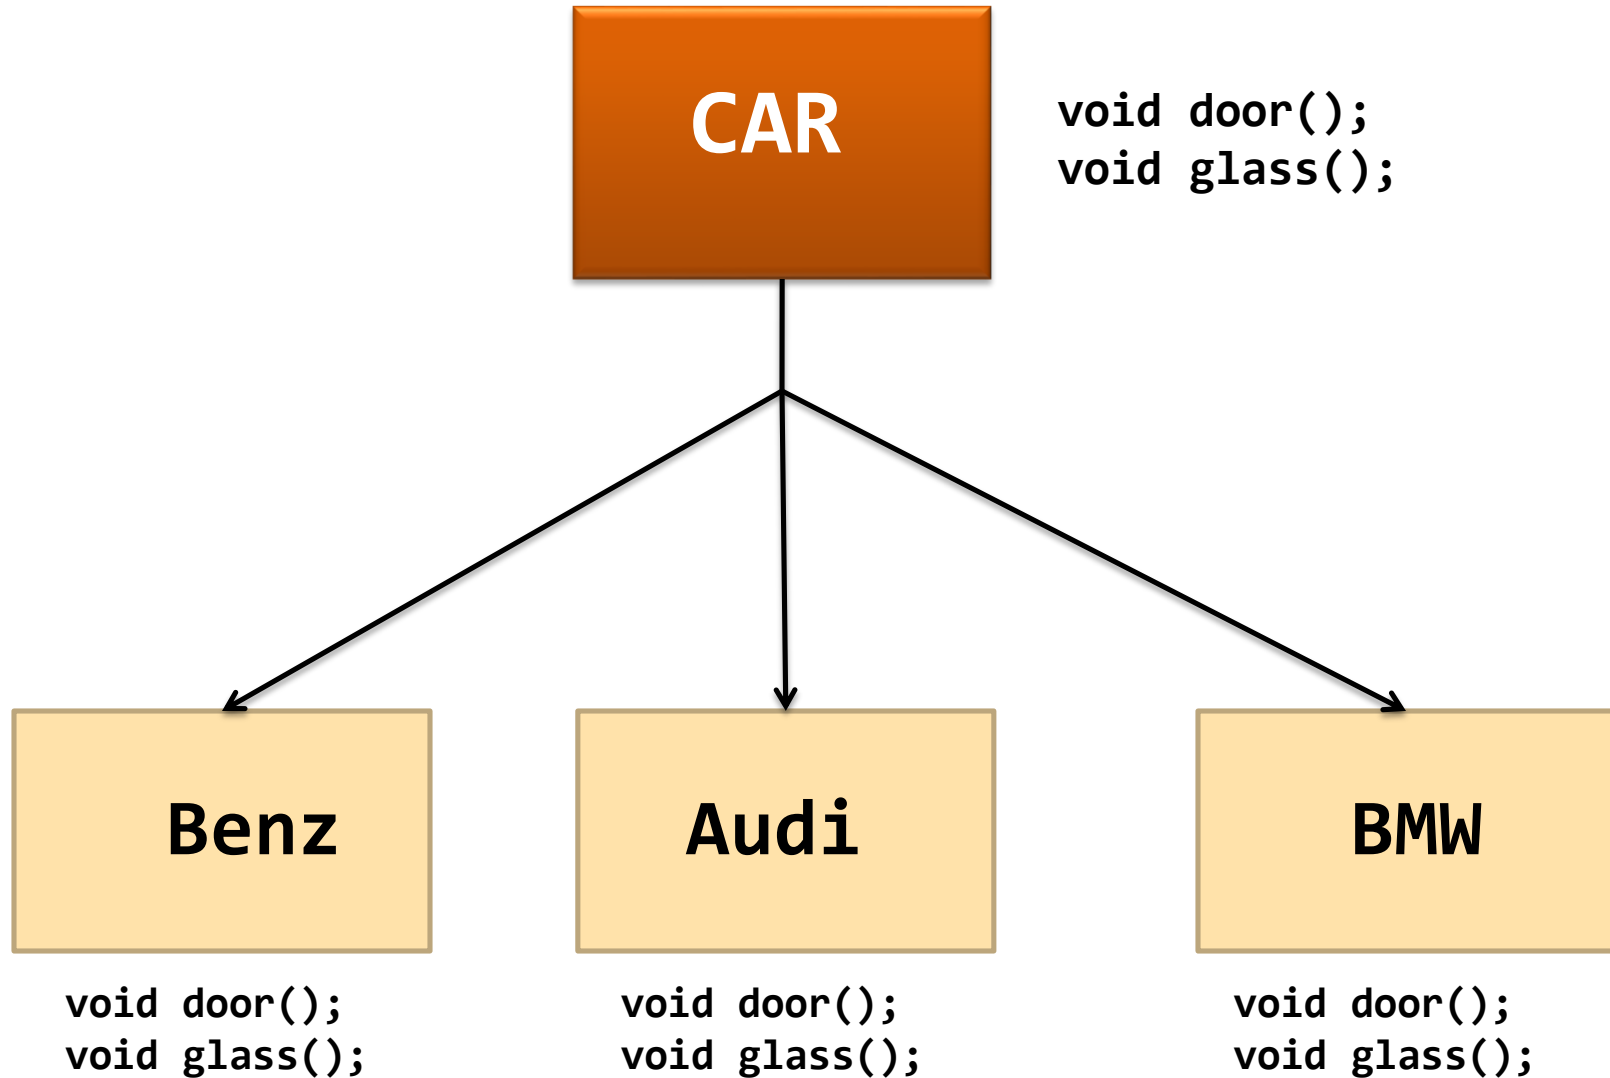 CAR
void door();
void glass();
Benz
Audi
BMW
void door();
void glass();
void door();
void glass();
void door();
void glass();